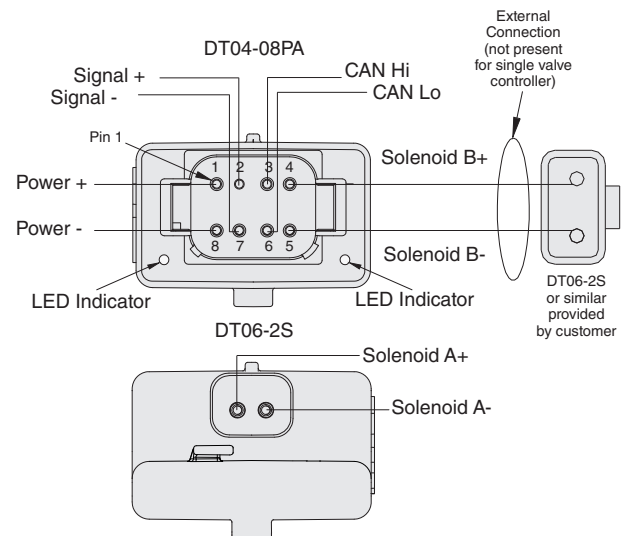 External
Connection
(not present
for single valve
controller)
DT04-08PA
Signal +
Signal -
CAN Hi
CAN Lo
Pin 1
1 2 3 4
Solenoid B+
Power +
Power -
8 7 6 5
Solenoid B-
LED Indicator
LED Indicator
DT06-2S
or similar
provided
by customer
DT06-2S
Solenoid A+
Solenoid A-